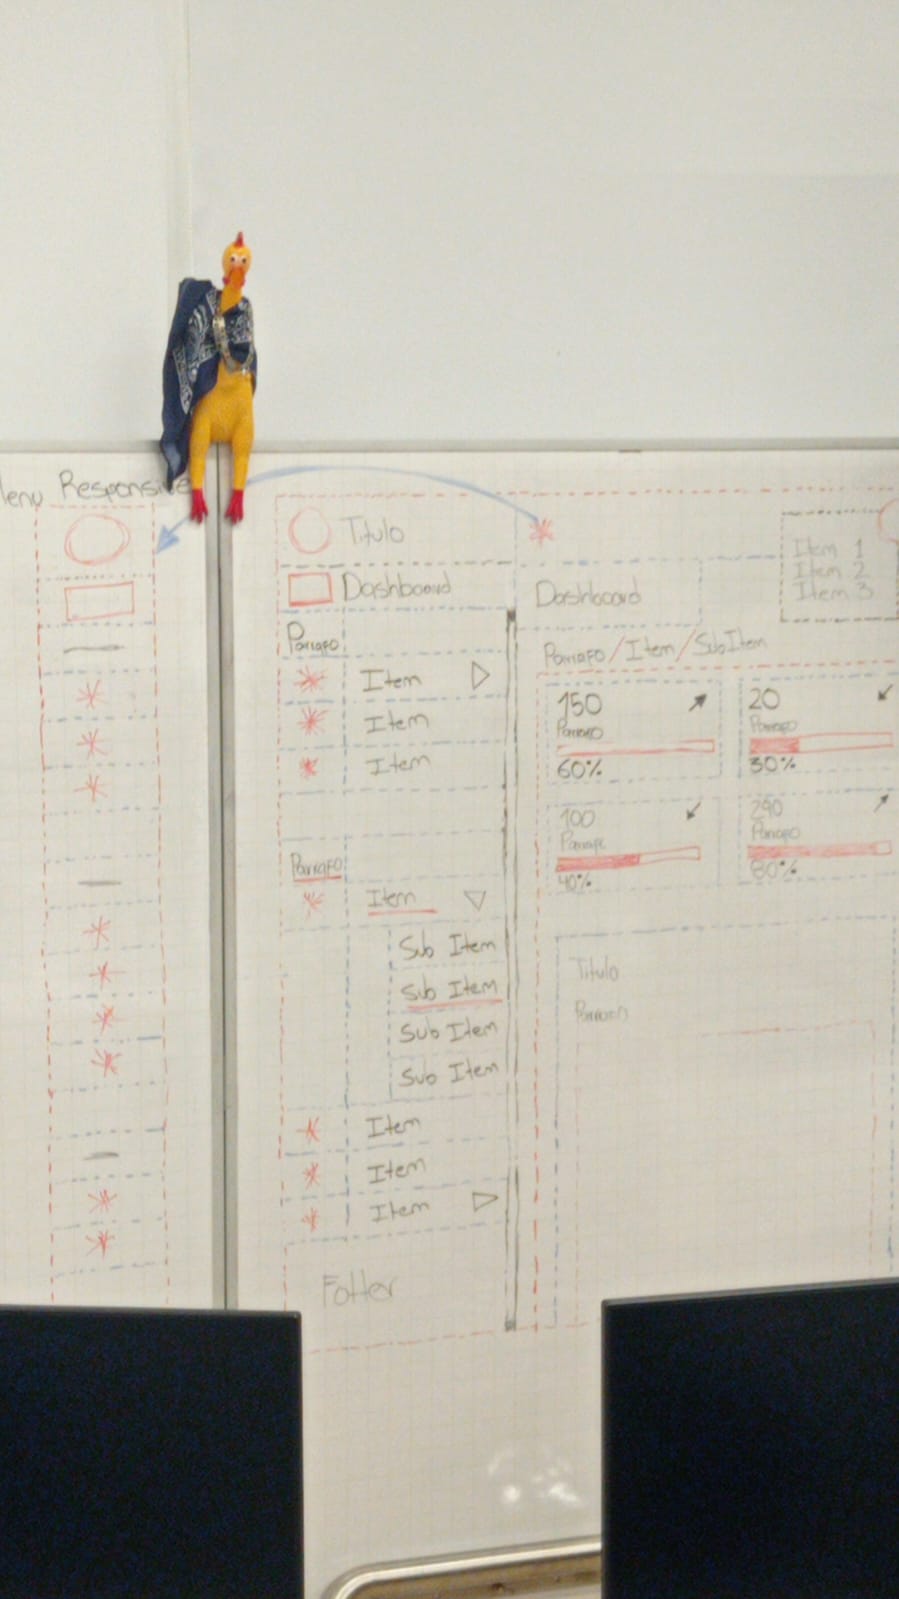 Menu Responsive
Titulo
Dashboard
Parrafo
Item
Item
Item
Parrafo
Item
Sub Item
Sub Item
Sub Item
Sub Item
Item
Item
Item
Fotter
Item 1
Item 2
Item 3
Dashboard
Parrafo/Item/SubItem
150
Parrafo
60%
20
Parrafo
30%
100
Parrafo
40%
290
Parrafo
80%
Titulo